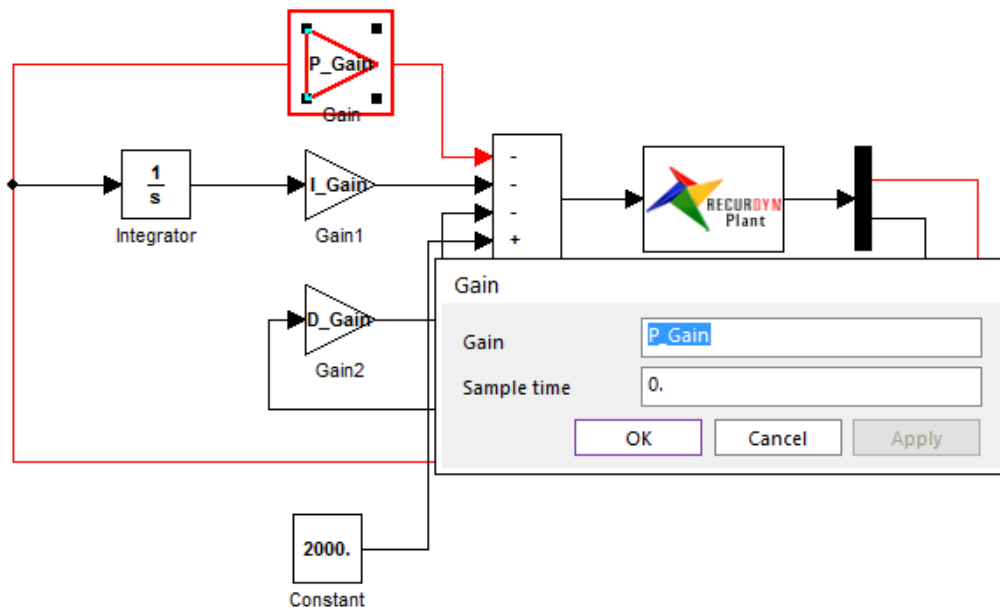 P_Gain
Gain
1
s
Integrator
I_Gain
Gain1
-
-
-
+
RECURDYN
Plant
D_Gain
Gain2
Gain
Gain P_Gain
Sample time 0.
OK Cancel Apply
2000.
Constant